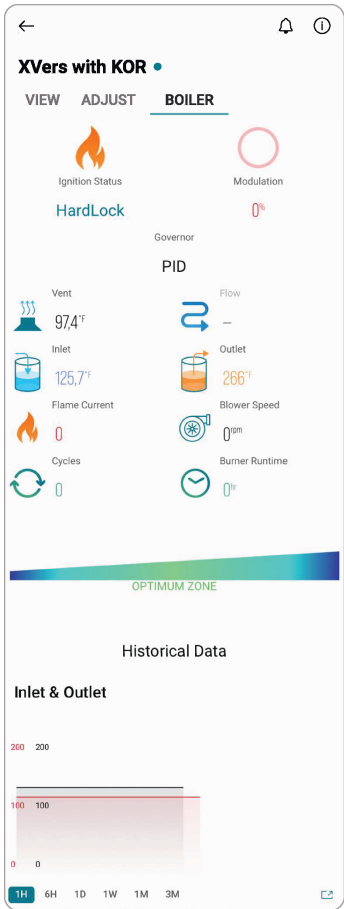 XVers with KOR
VIEW ADJUST BOILER
Ignition Status Modulation
HardLock 0%
Governor
PID
Vent Flow
97,4°F –
Inlet Outlet
125,7°F 266°F
Flame Current Blower Speed
0 0rpm
Cycles Burner Runtime
0 0hr
OPTIMUM ZONE
Historical Data
Inlet & Outlet
200 200
100 100
0 0
1H 6H 1D 1W 1M 3M